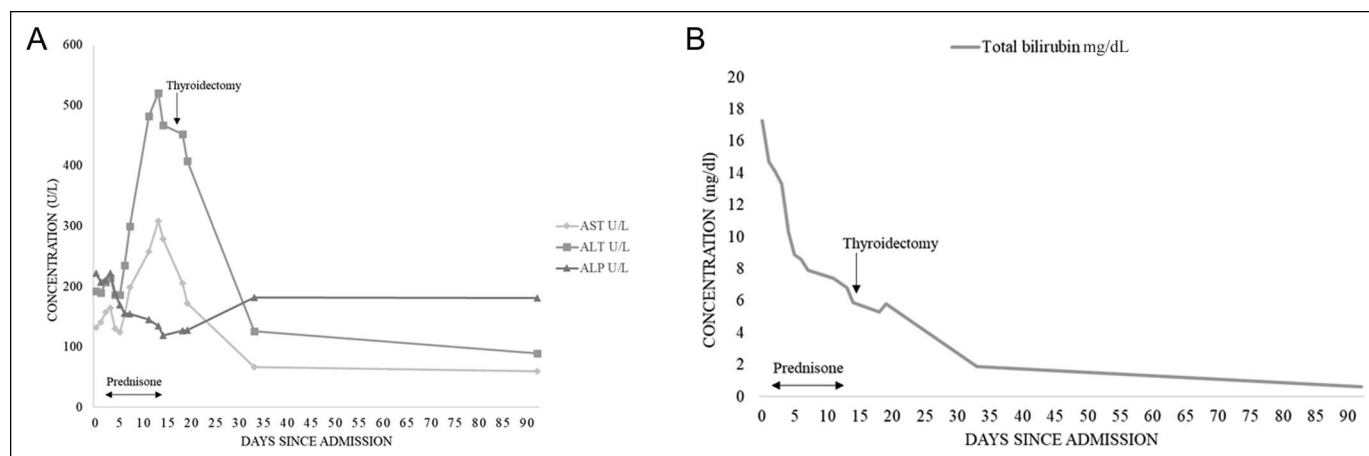 A
600
500
400
300
200
100
0
CONCENTRATION (U/L)
Thyroidectomy
Prednisone
0 5 10 15 20 25 30 35 40 45 50 55 60 65 70 75 80 85 90
DAYS SINCE ADMISSION
AST U/L
ALT U/L
ALP U/L
B
Total bilirubin mg/dL
20
18
16
14
12
10
8
6
4
2
0
CONCENTRATION (mg/dl)
Thyroidectomy
Prednisone
0 5 10 15 20 25 30 35 40 45 50 55 60 65 70 75 80 85 90
DAYS SINCE ADMISSION